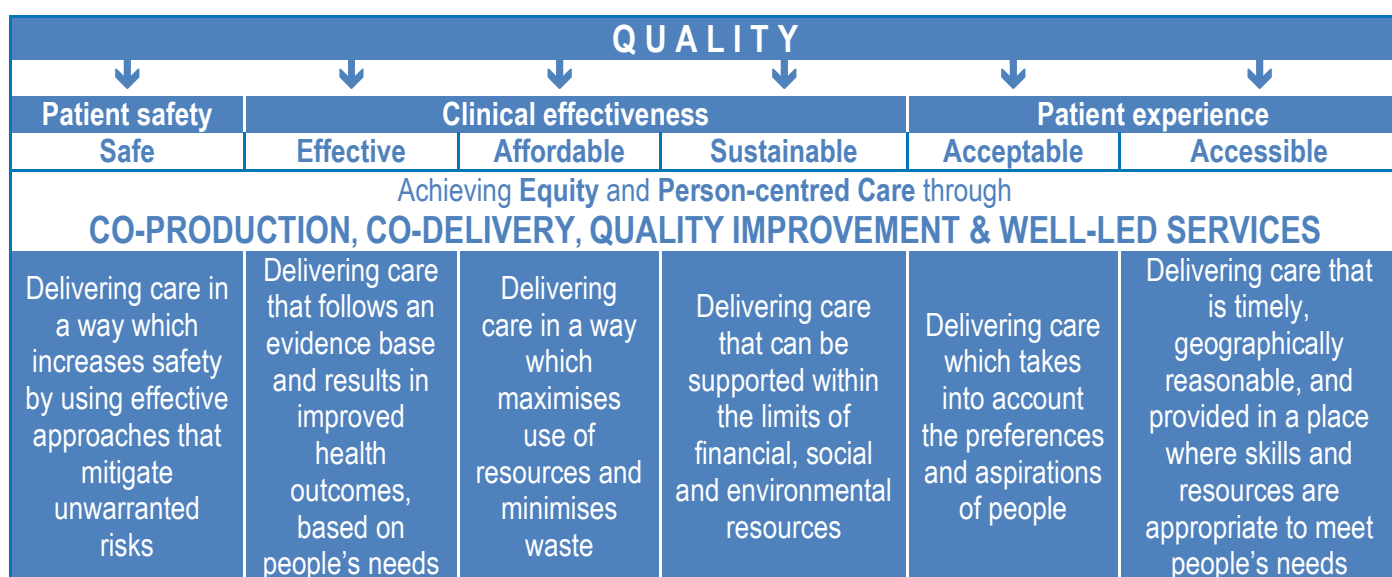 QUALITY
Patient safety
Clinical effectiveness
Patient experience
Safe
Effective
Affordable
Sustainable
Acceptable
Accessible
Achieving Equity and Person-centred Care through
CO-PRODUCTION, CO-DELIVERY, QUALITY IMPROVEMENT & WELL-LED SERVICES
Delivering care in
a way which
increases safety
by using effective
approaches that
mitigate
unwarranted
risks
Delivering care
that follows an
evidence base
and results in
improved
health
outcomes,
based on
people's needs
Delivering
care in a way
which
maximises
use of
resources and
minimises
waste
Delivering care
that can be
supported within
the limits of
financial, social
and environmental
resources
Delivering care
which takes
into account
the preferences
and aspirations
of people
Delivering care that
is timely,
geographically
reasonable, and
provided in a place
where skills and
resources are
appropriate to meet
people's needs